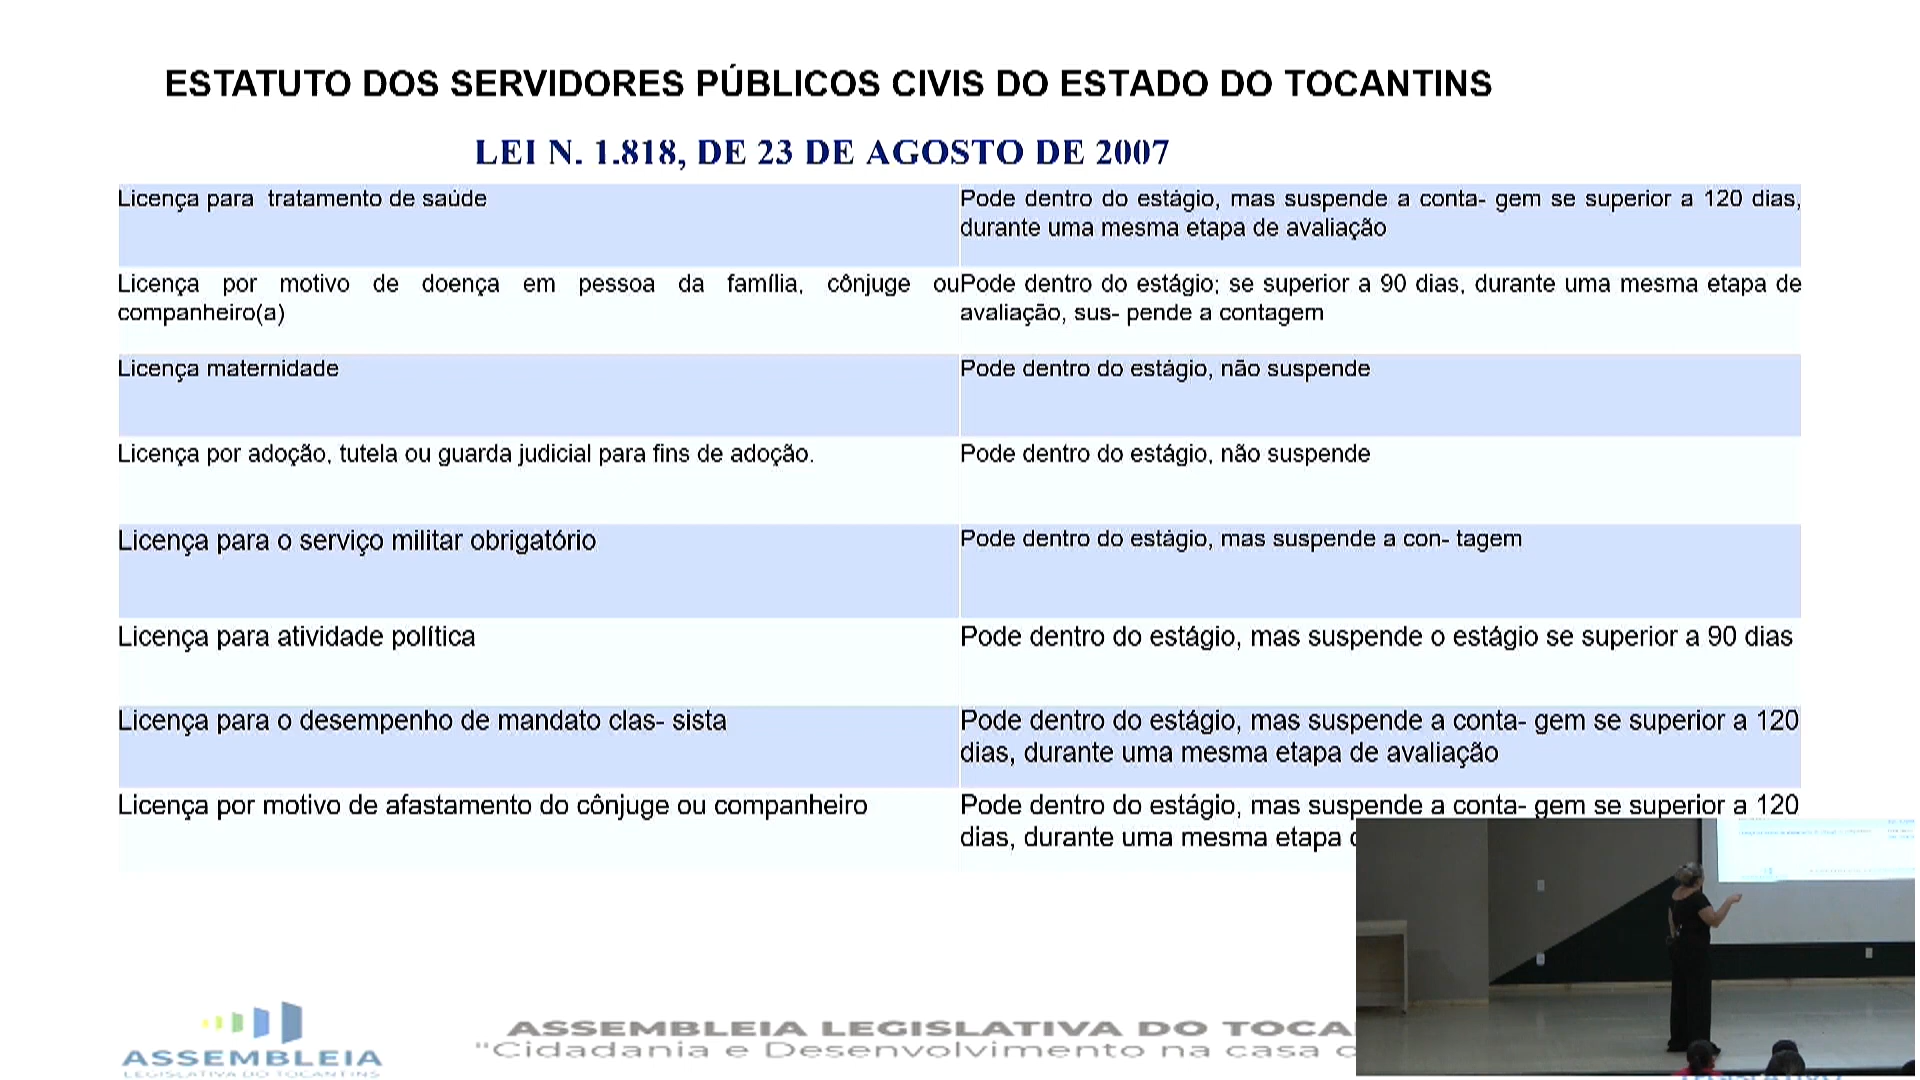 ESTATUTO DOS SERVIDORES PÚBLICOS CIVIS DO ESTADO DO TOCANTINS
LEI N. 1.818, DE 23 DE AGOSTO DE 2007
Licença para tratamento de saúde
Pode dentro do estágio, mas suspende a conta- gem se superior a 120 dias,
durante uma mesma etapa de avaliação
Licença por motivo de doença em pessoa da família, cônjuge ou
companheiro(a)
Pode dentro do estágio; se superior a 90 dias, durante uma mesma etapa de
avaliação, sus- pende a contagem
Licença maternidade
Pode dentro do estágio, não suspende
Licença por adoção, tutela ou guarda judicial para fins de adoção.
Pode dentro do estágio, não suspende
Licença para o serviço militar obrigatório
Pode dentro do estágio, mas suspende a con- tagem
Licença para atividade política
Pode dentro do estágio, mas suspende o estágio se superior a 90 dias
Licença para o desempenho de mandato clas- sista
Pode dentro do estágio, mas suspende a conta- gem se superior a 120
dias, durante uma mesma etapa de avaliação
Licença por motivo de afastamento do cônjuge ou companheiro
Pode dentro do estágio, mas suspende a conta- gem se superior a 120
dias, durante uma mesma etapa
ASSEMBLEIA
LEGISLATIVA DO TOCANTINS
ASSEMBLEIA LEGISLATIVA DO TOCA
"Cidadania e Desenvolvimento na casa